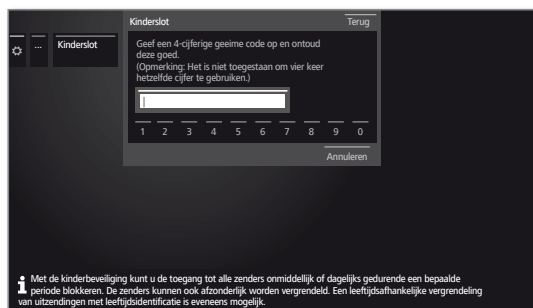 Kinderslot
Terug
...
Kinderslot
Geef een 4-cijferige geeime code op en ontoud
deze goed.
(Opmerking: Het is niet toegestaan om vier keer
hetzelfde cijfer te gebruiken.)
1 2 3 4 5 6 7 8 9 0
Annuleren
Met de kinderbeveiliging kunt u de toegang tot alle zenders onmiddellijk of dagelijks gedurende een bepaalde
periode blokkeren. De zenders kunnen ook afzonderlijk worden vergrendeld. Een leeftijdsafhankelijke vergrendeling
van uitzendingen met leeftijdsidentificatie is eveneens mogelijk.